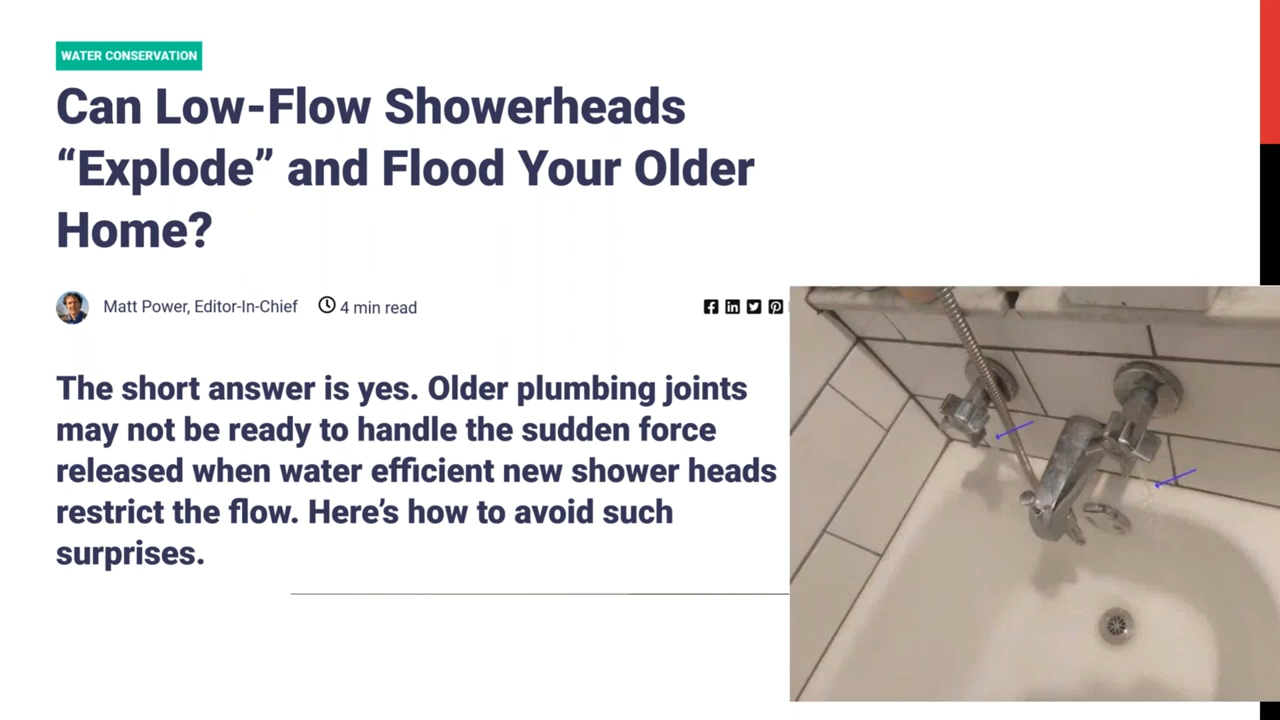 WATER CONSERVATION
Can Low-Flow Showerheads
“Explode” and Flood Your Older
Home?
Matt Power, Editor-In-Chief 4 min read
The short answer is yes. Older plumbing joints
may not be ready to handle the sudden force
released when water efficient new shower heads
restrict the flow. Here’s how to avoid such
surprises.